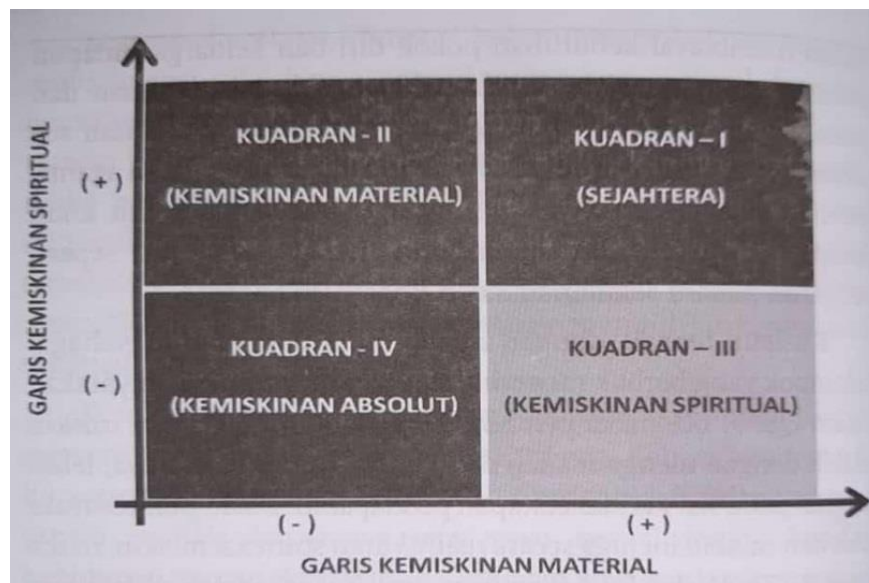 GARIS KEMISKINAN SPIRITUAL
(+)
KUADRAN - II
(KEMISKINAN MATERIAL)
KUADRAN – I
(SEJAHTERA)
(-)
KUADRAN - IV
(KEMISKINAN ABSOLUT)
KUADRAN – III
(KEMISKINAN SPIRITUAL)
(-)
(+)
GARIS KEMISKINAN MATERIAL